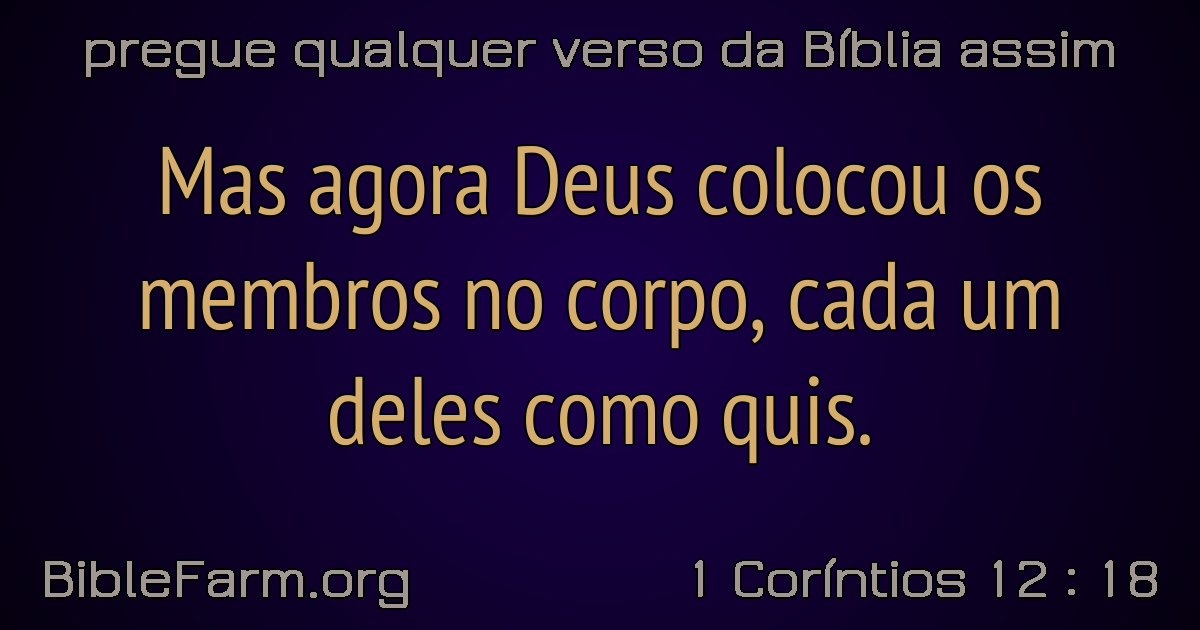 pregue qualquer verso da Bíblia assim
Mas agora Deus colocou os
membros no corpo, cada um
deles como quis.
BibleFarm.org
1 Coríntios 12 : 18